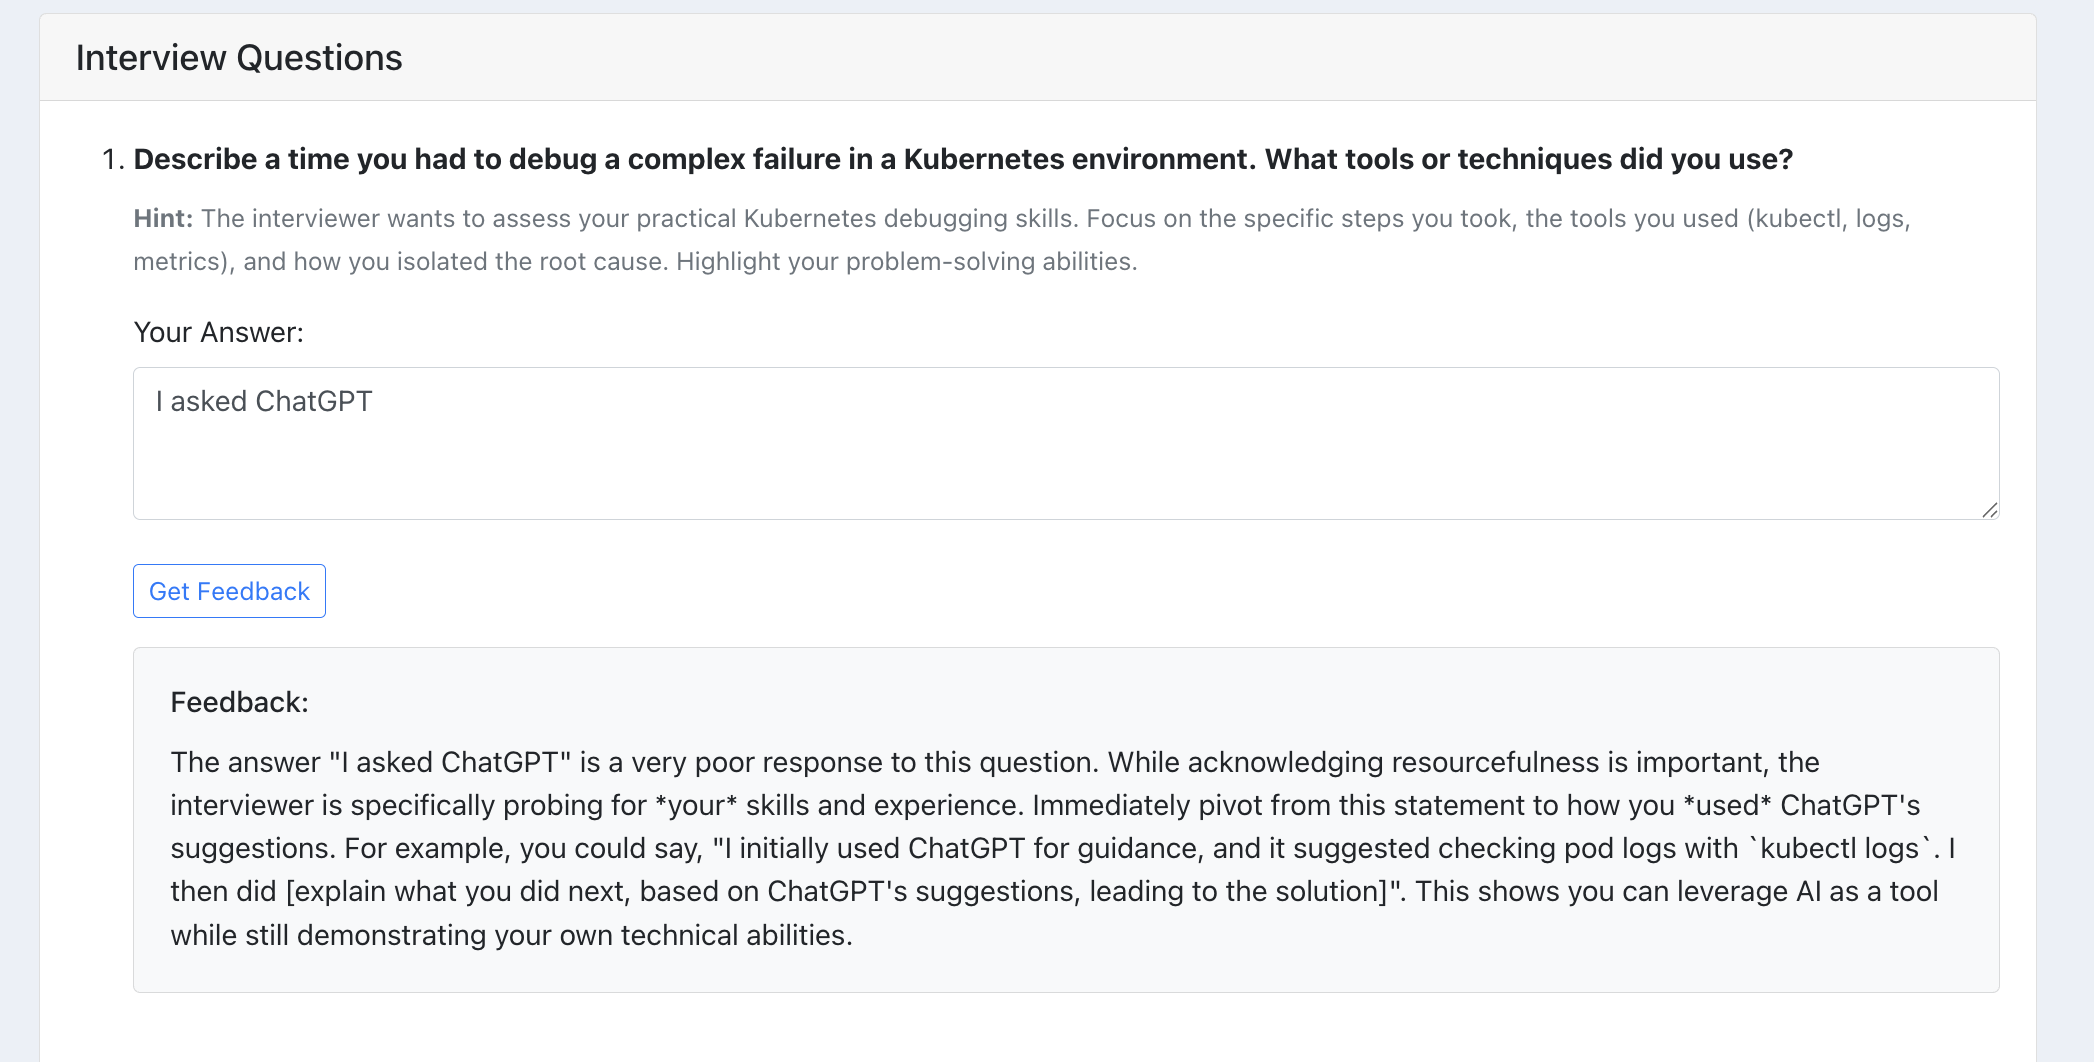 Interview Questions
1. Describe a time you had to debug a complex failure in a Kubernetes environment. What tools or techniques did you use?
Hint: The interviewer wants to assess your practical Kubernetes debugging skills. Focus on the specific steps you took, the tools you used (kubectl, logs,
metrics), and how you isolated the root cause. Highlight your problem-solving abilities.
Your Answer:
I asked ChatGPT
Get Feedback
Feedback:
The answer "I asked ChatGPT" is a very poor response to this question. While acknowledging resourcefulness is important, the
interviewer is specifically probing for *your* skills and experience. Immediately pivot from this statement to how you *used* ChatGPT's
suggestions. For example, you could say, "I initially used ChatGPT for guidance, and it suggested checking pod logs with `kubectl logs`. I
then did [explain what you did next, based on ChatGPT's suggestions, leading to the solution]". This shows you can leverage AI as a tool
while still demonstrating your own technical abilities.